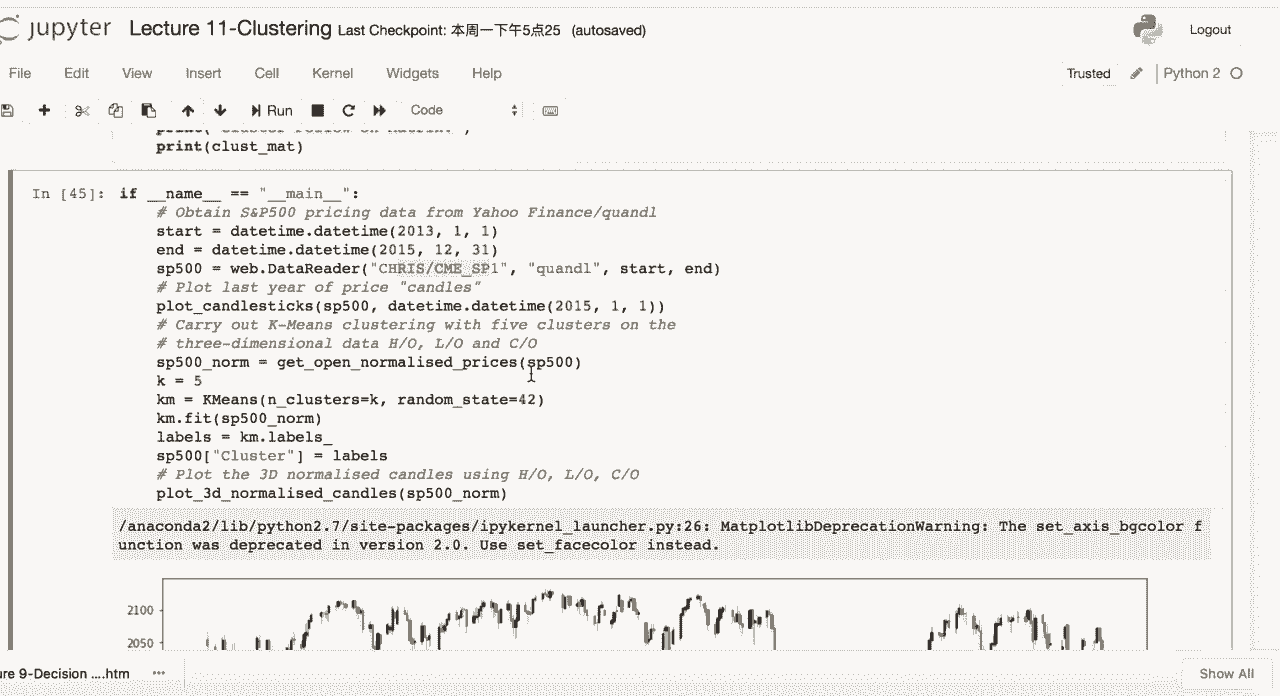 jupyter Lecture 11-Clustering Last Checkpoint: 本周一下午5点25 (autosaved) Logout
File Edit View Insert Cell Kernel Widgets Help Trusted Python 2
Run Code
print(clust_mat)
In [45]: if __name__ == "__main__":
# Obtain S&P500 pricing data from Yahoo Finance/quandl
start = datetime.datetime(2013, 1, 1)
end = datetime.datetime(2015, 12, 31)
sp500 = web.DataReader("CHRIS/CME_SP1", "quandl", start, end)
# Plot last year of price "candles"
plot_candlesticks(sp500, datetime.datetime(2015, 1, 1))
# Carry out K-Means clustering with five clusters on the
# three-dimensional data H/O, L/O and C/O
sp500_norm = get_open_normalised_prices(sp500)
k = 5
km = KMeans(n_clusters=k, random_state=42)
km.fit(sp500_norm)
labels = km.labels_
sp500["Cluster"] = labels
# Plot the 3D normalised candles using H/O, L/O, C/O
plot_3d_normalised_candles(sp500_norm)
/anaconda2/lib/python2.7/site-packages/ipykernel_launcher.py:26: MatplotlibDeprecationWarning: The set_axis_bgcolor f
unction was deprecated in version 2.0. Use set_facecolor instead.
2100
2050
ure 9-Decision ....htm Show All